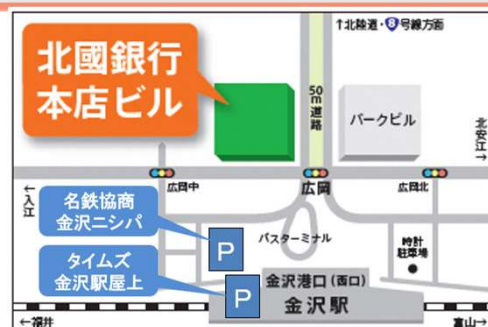 ↑北陸道・8号線方面
北國銀行
本店ビル
50m道路
パークビル
北安江→
広岡中
広岡
広岡北
←入江
名鉄協商
金沢ニシパ
P
バスターミナル
時計
駐車場
タイムズ
金沢駅屋上
P
金沢港口(西口)
金沢駅
←福井
富山→